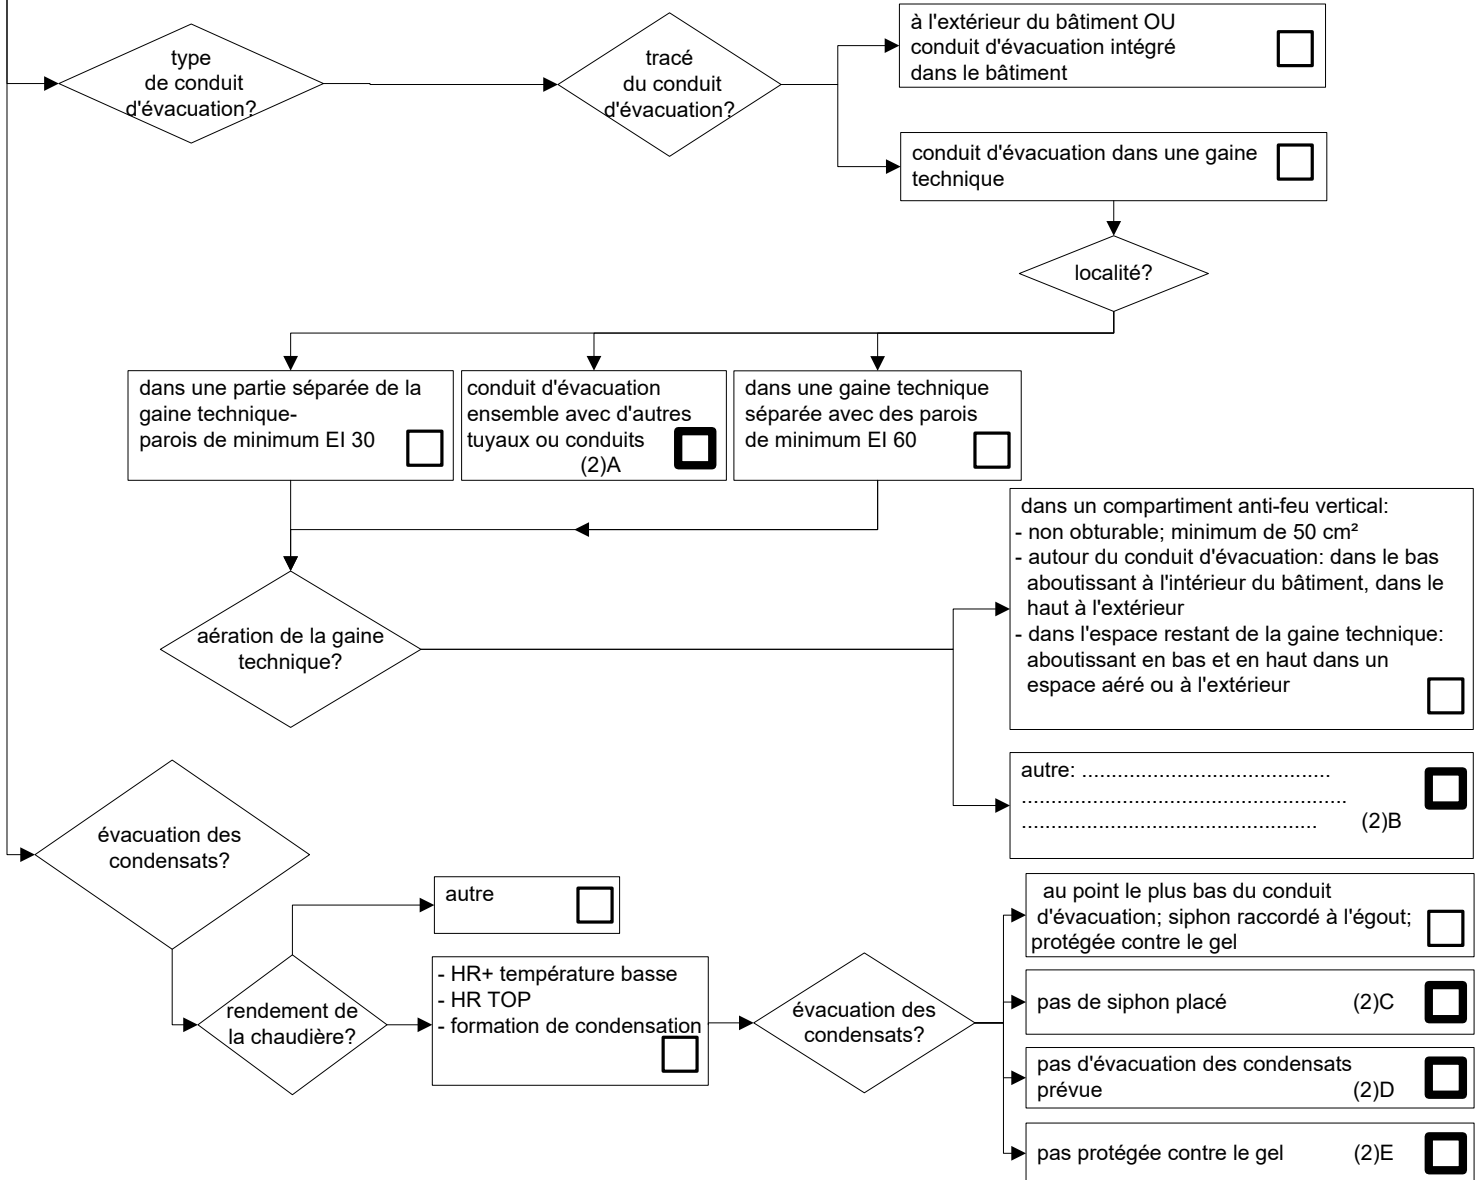 type
de conduit
d'évacuation?
tracé
du conduit
d'évacuation?
à l'extérieur du bâtiment OU
conduit d'évacuation intégré
dans le bâtiment
conduit d'évacuation dans une gaine
technique
localité?
dans une partie séparée de la
gaine technique-
parois de minimum EI 30
conduit d'évacuation
ensemble avec d'autres
tuyaux ou conduits
(2)A
dans une gaine technique
séparée avec des parois
de minimum EI 60
aération de la gaine
technique?
dans un compartiment anti-feu vertical:
- non obturable; minimum de 50 cm²
- autour du conduit d'évacuation: dans le bas
aboutissant à l'intérieur du bâtiment, dans le
haut à l'extérieur
- dans l'espace restant de la gaine technique:
aboutissant en bas et en haut dans un
espace aéré ou à l'extérieur
autre: ..........................................
.......................................................
.................................................. (2)B
évacuation des
condensats?
autre
rendement de
la chaudière?
- HR+ température basse
- HR TOP
- formation de condensation
évacuation des
condensats?
au point le plus bas du conduit
d'évacuation; siphon raccordé à l'égout;
protégée contre le gel
pas de siphon placé (2)C
pas d'évacuation des condensats
prévue (2)D
pas protégée contre le gel (2)E